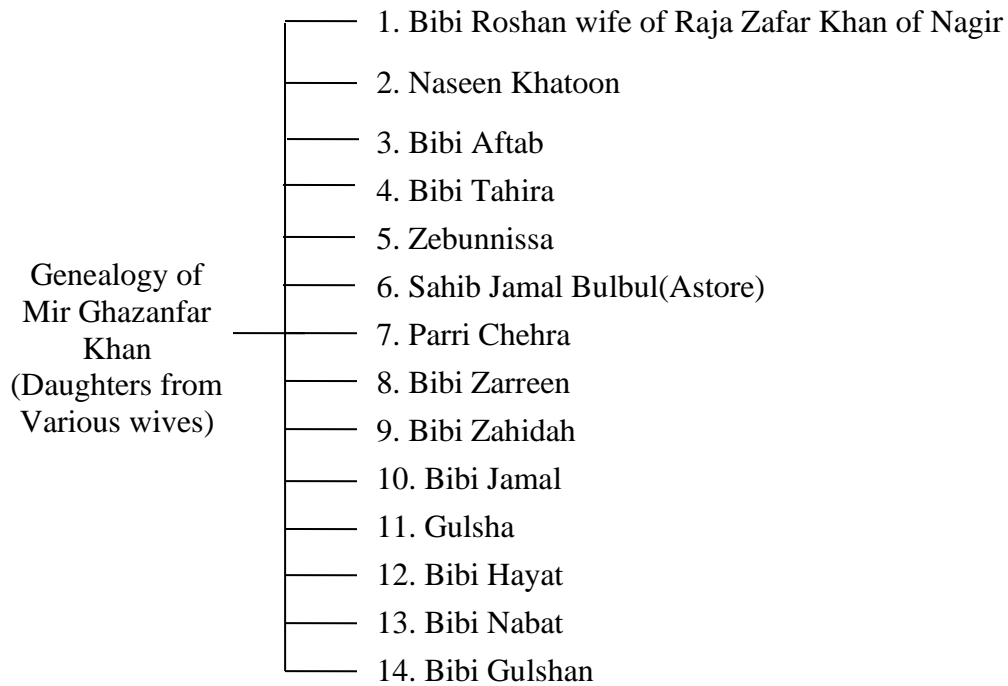 1. Bibi Roshan wife of Raja Zafar Khan of Nagir
2. Naseen Khatoon
3. Bibi Aftab
4. Bibi Tahira
5. Zebunnissa
6. Sahib Jamal Bulbul(Astore)
7. Parri Chehra
8. Bibi Zarreen
9. Bibi Zahidah
10. Bibi Jamal
11. Gulsha
12. Bibi Hayat
13. Bibi Nabat
14. Bibi Gulshan
Genealogy of
Mir Ghazanfar
Khan
(Daughters from
Various wives)